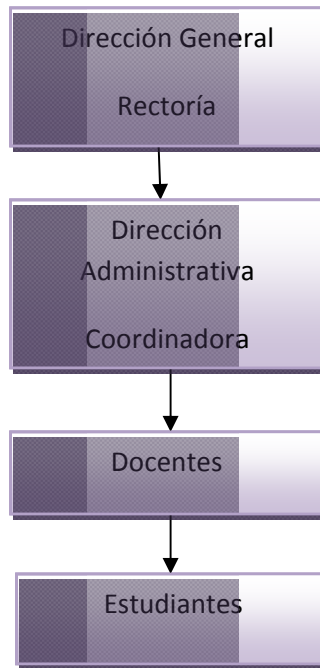 Dirección General
Rectoría
Dirección
Administrativa
Coordinadora
Docentes
Estudiantes